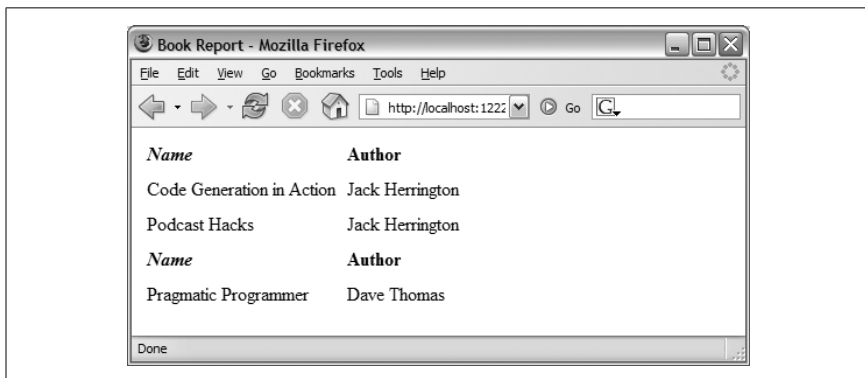 Book Report - Mozilla Firefox
File Edit View Go Bookmarks Tools Help
http://localhost:1222 Go G
Name Author
Code Generation in Action Jack Herrington
Podcast Hacks Jack Herrington
Name Author
Pragmatic Programmer Dave Thomas
Done